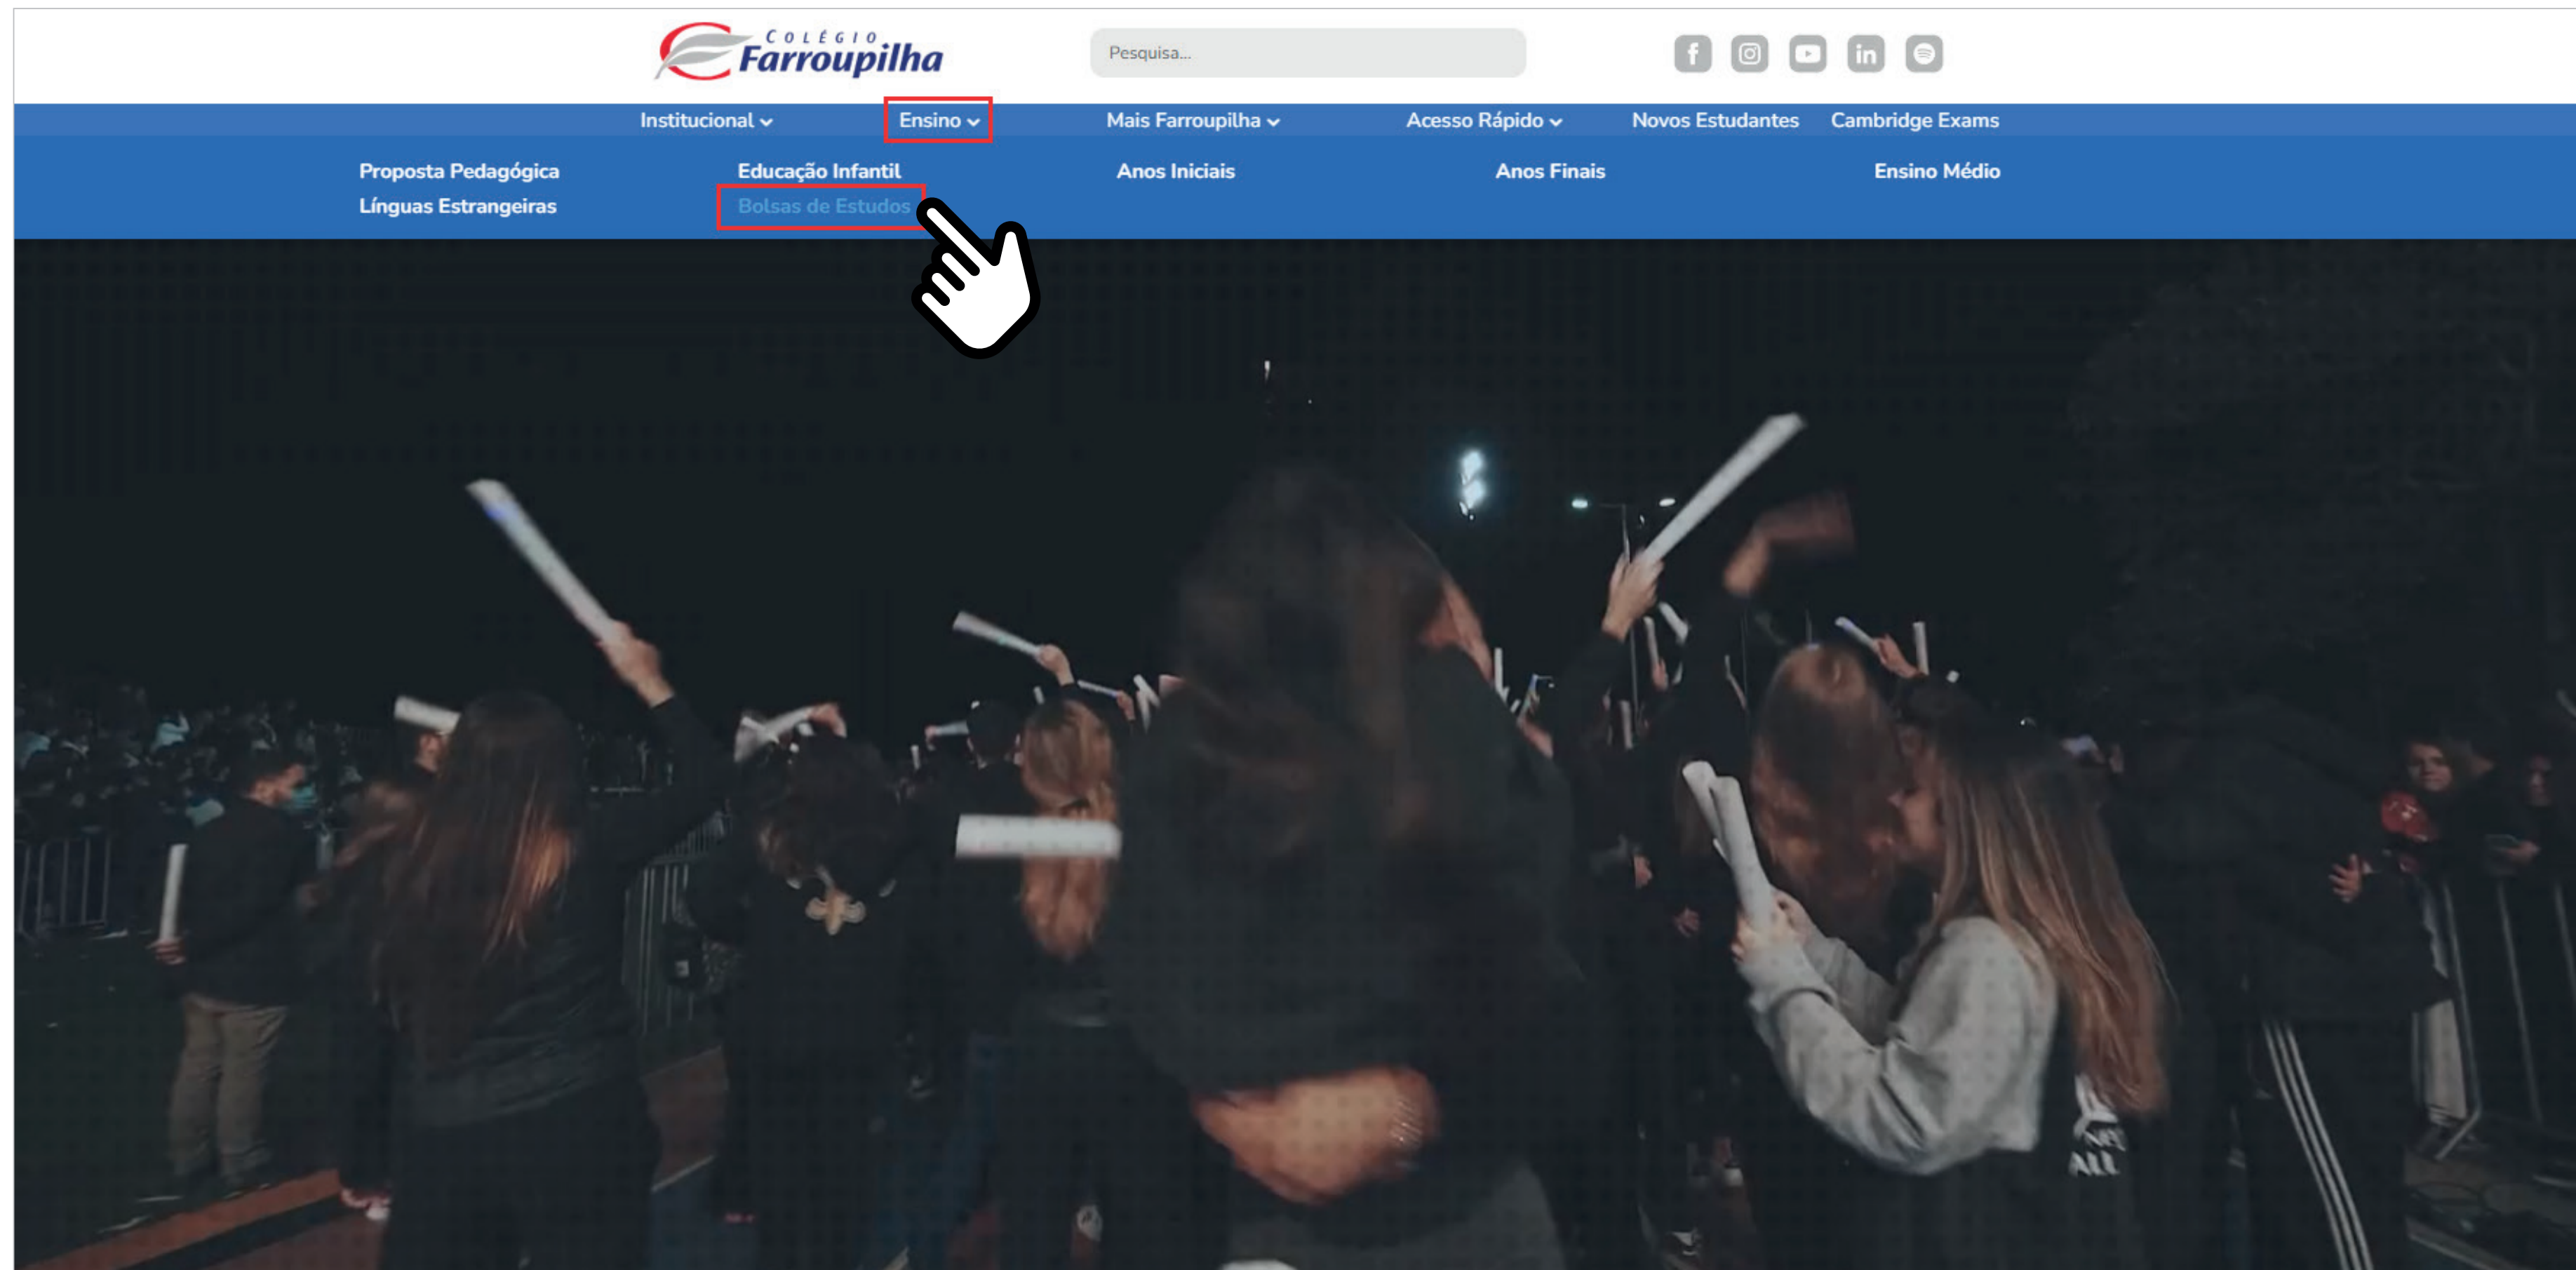 COLÉGIO
Farroupilha
Pesquisa...
Institucional Ensino Mais Farroupilha Acesso Rápido Novos Estudantes Cambridge Exams
Proposta Pedagógica Educação Infantil Anos Iniciais Anos Finais Ensino Médio
Línguas Estrangeiras Bolsas de Estudos
ALL